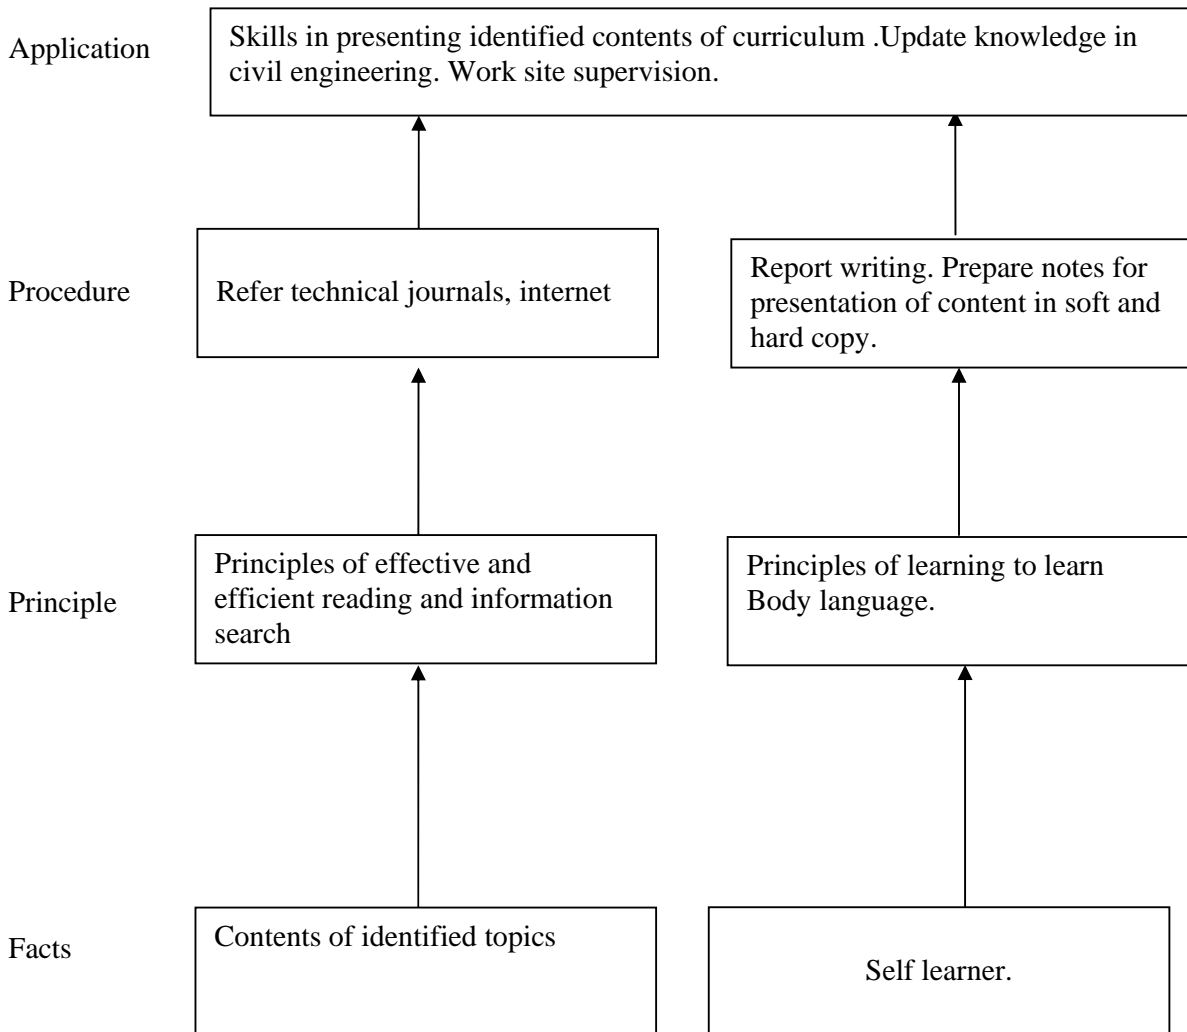 Application
Skills in presenting identified contents of curriculum .Update knowledge in
civil engineering. Work site supervision.
Procedure
Refer technical journals, internet
Report writing. Prepare notes for
presentation of content in soft and
hard copy.
Principle
Principles of effective and
efficient reading and information
search
Principles of learning to learn
Body language.
Facts
Contents of identified topics
Self learner.